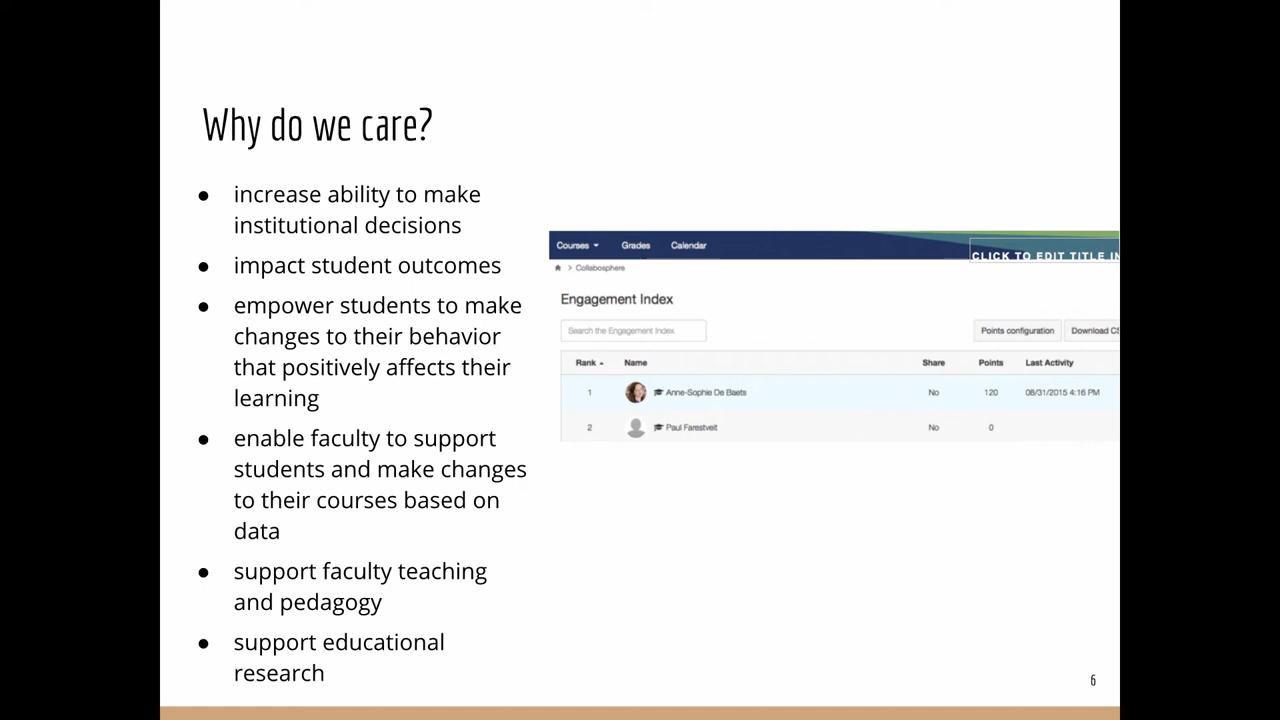 Why do we care?
● increase ability to make
institutional decisions
● impact student outcomes
● empower students to make
changes to their behavior
that positively affects their
learning
● enable faculty to support
students and make changes
to their courses based on
data
● support faculty teaching
and pedagogy
● support educational
research
Courses Grades Calendar
CLICK TO EDIT TITLE IN
> Collabosphere
Engagement Index
Search the Engagement Index
Points configuration Download CS
Rank Name Share Points Last Activity
1 Anne-Sophie De Baets No 120 08/31/2015 4:16 PM
2 Paul Farestveit No 0
6